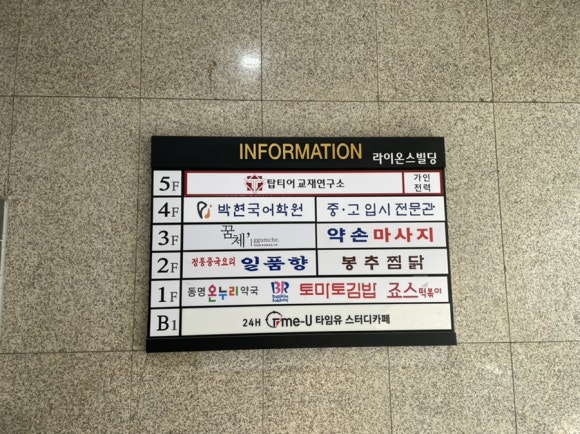 INFORMATION 라이온스빌딩
5F 탑티어교재연구소 가인 전력
4F 박현국어학원 중·고 입시 전문관
3F 꿈체 ggumche. 약손마사지
2F 정통중국요리 일품향 봉추찜닭
1F 동명온누리약국 BR 토마토김밥 죠스떡볶이
B1 24H Time-U 타임유 스터디카페